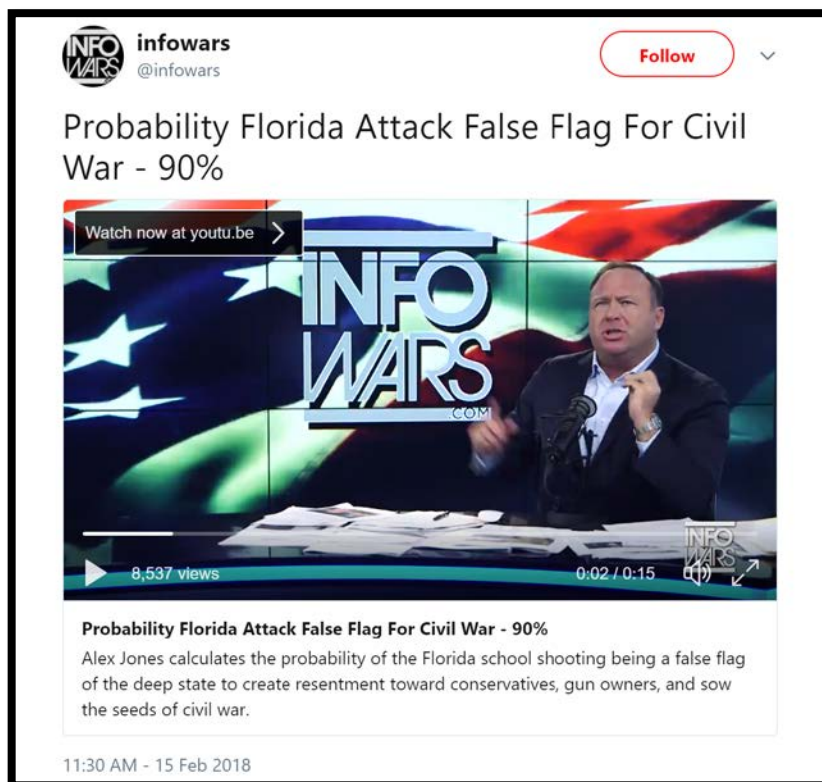 INFO
WARS
infowars
@infowars
Follow
Probability Florida Attack False Flag For Civil
War - 90%
Watch now at youtu.be
INFO
WARS
.COM
INFO
WARS
8,537 views
0:02 / 0:15
Probability Florida Attack False Flag For Civil War - 90%
Alex Jones calculates the probability of the Florida school shooting being a false flag
of the deep state to create resentment toward conservatives, gun owners, and sow
the seeds of civil war.
11:30 AM - 15 Feb 2018